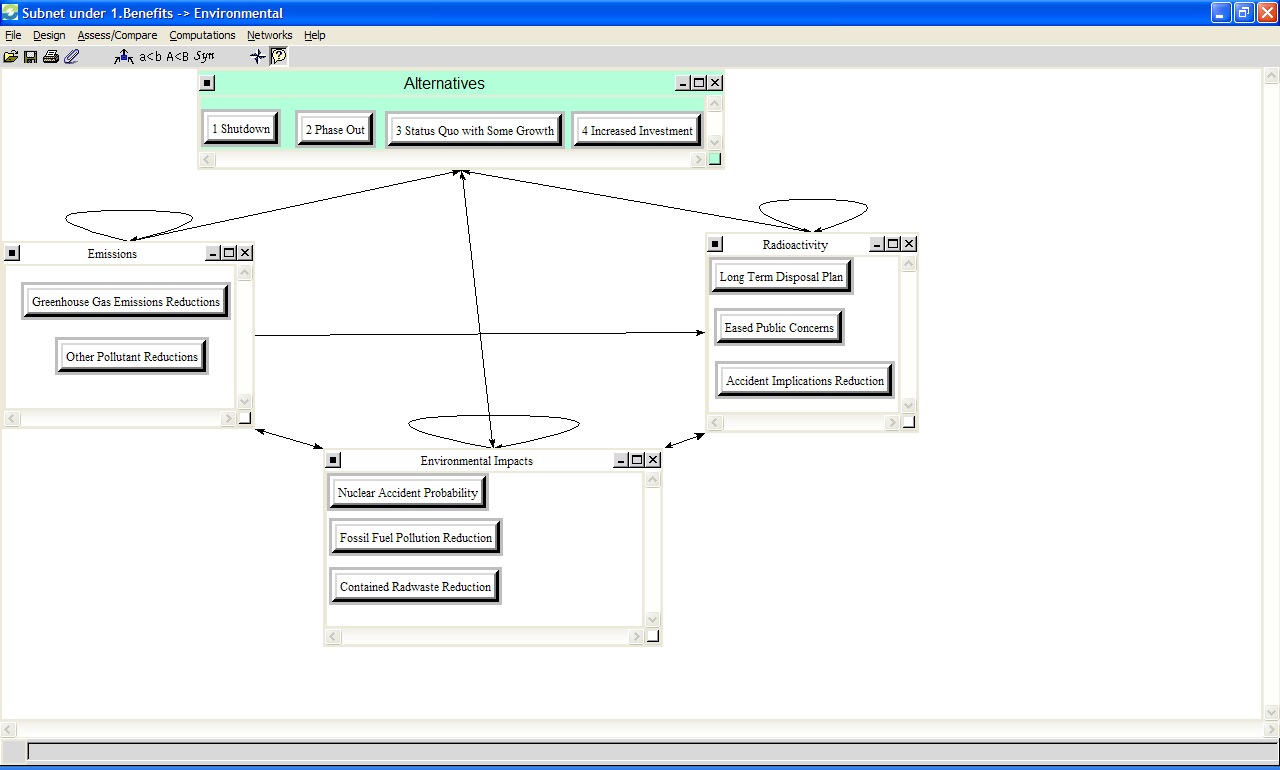 Subnet under 1.Benefits -> Environmental
File Design Assess/Compare Computations Networks Help
a<b A<B Sym
Alternatives
1 Shutdown
2 Phase Out
3 Status Quo with Some Growth
4 Increased Investment
Emissions
Greenhouse Gas Emissions Reductions
Other Pollutant Reductions
Radioactivity
Long Term Disposal Plan
Eased Public Concerns
Accident Implications Reduction
Environmental Impacts
Nuclear Accident Probability
Fossil Fuel Pollution Reduction
Contained Radwaste Reduction